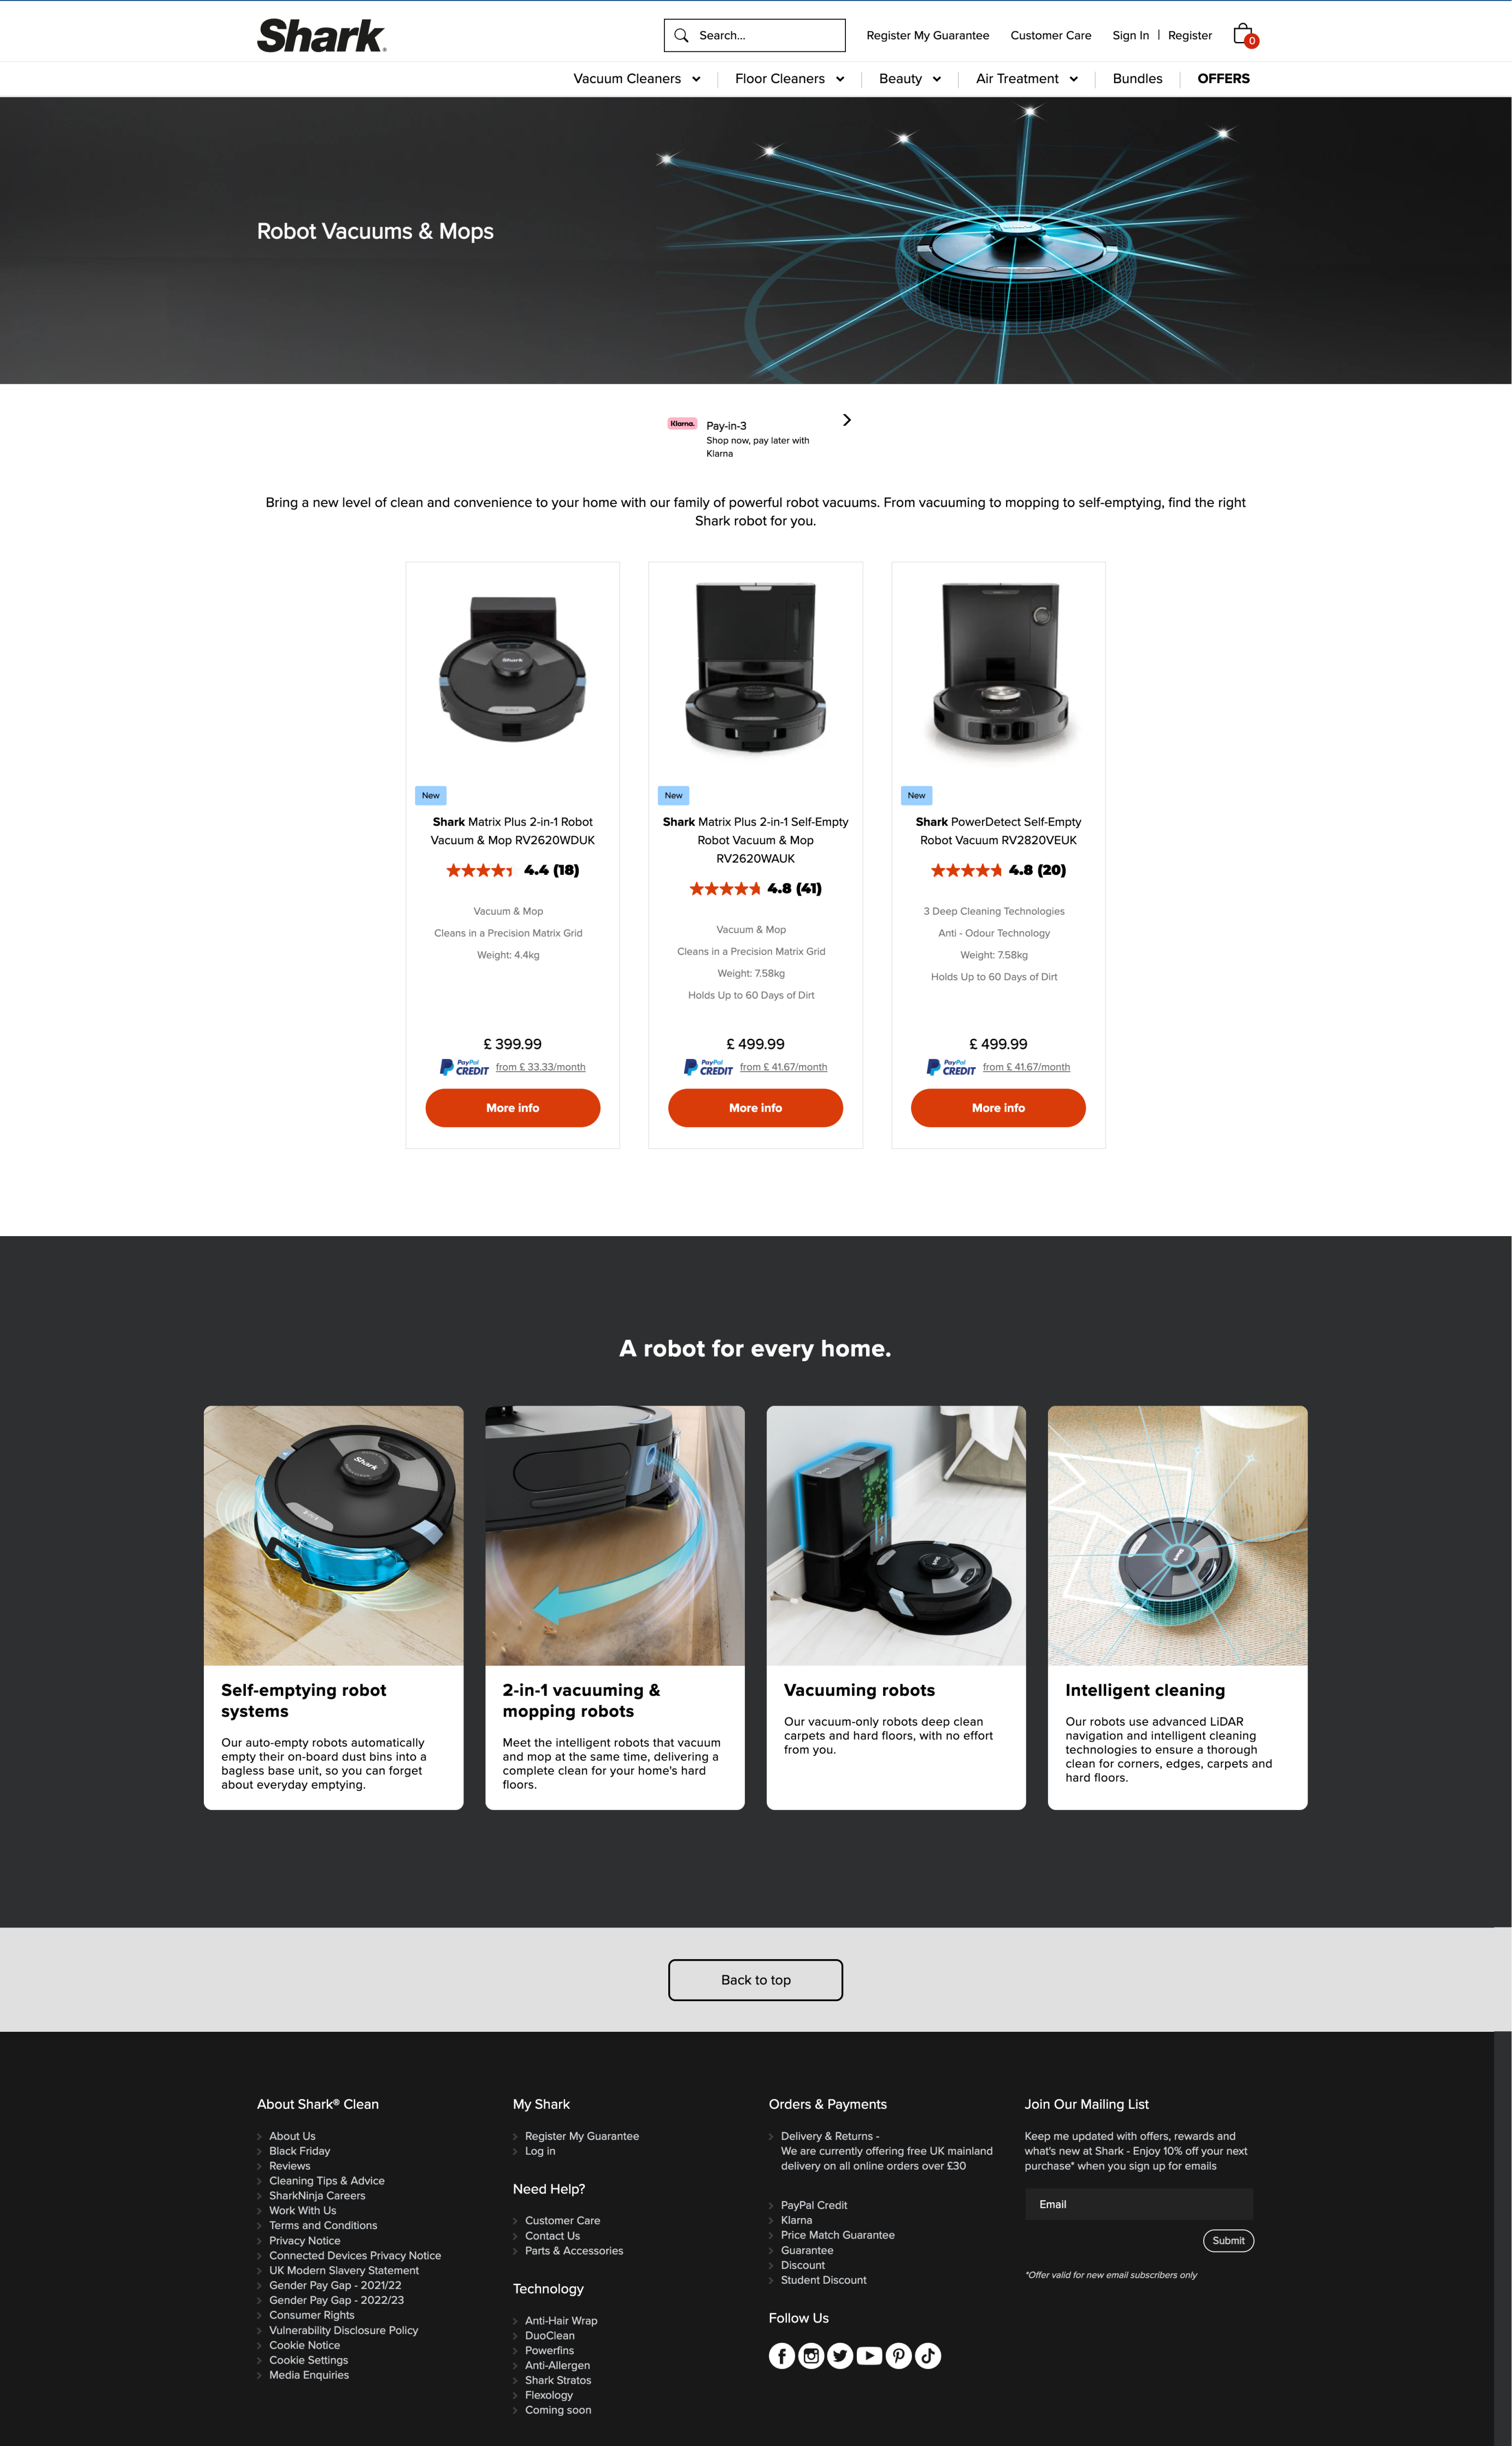 Shark
Search...
Register My Guarantee
Customer Care
Sign In | Register
0
Vacuum Cleaners
Floor Cleaners
Beauty
Air Treatment
Bundles
OFFERS
Robot Vacuums & Mops
Klarna.
Pay-in-3
Shop now, pay later with
Klarna
Bring a new level of clean and convenience to your home with our family of powerful robot vacuums. From vacuuming to mopping to self-emptying, find the right
Shark robot for you.
Shark
New
Shark Matrix Plus 2-in-1 Robot
Vacuum & Mop RV2620WDUK
4.4 (18)
Vacuum & Mop
Cleans in a Precision Matrix Grid
Weight: 4.4kg
£ 399.99
PayPal
CREDIT
from £ 33.33/month
More info
New
Shark Matrix Plus 2-in-1 Self-Empty
Robot Vacuum & Mop
RV2620WAUK
4.8 (41)
Vacuum & Mop
Cleans in a Precision Matrix Grid
Weight: 7.58kg
Holds Up to 60 Days of Dirt
£ 499.99
PayPal
CREDIT
from £ 41.67/month
More info
New
Shark PowerDetect Self-Empty
Robot Vacuum RV2820VEUK
4.8 (20)
3 Deep Cleaning Technologies
Anti - Odour Technology
Weight: 7.58kg
Holds Up to 60 Days of Dirt
£ 499.99
PayPal
CREDIT
from £ 41.67/month
More info
A robot for every home.
Shark
Self-emptying robot
systems
Our auto-empty robots automatically
empty their on-board dust bins into a
bagless base unit, so you can forget
about everyday emptying.
2-in-1 vacuuming &
mopping robots
Meet the intelligent robots that vacuum
and mop at the same time, delivering a
complete clean for your home's hard
floors.
Vacuuming robots
Our vacuum-only robots deep clean
carpets and hard floors, with no effort
from you.
Intelligent cleaning
Our robots use advanced LiDAR
navigation and intelligent cleaning
technologies to ensure a thorough
clean for corners, edges, carpets and
hard floors.
Back to top
About Shark® Clean
About Us
Black Friday
Reviews
Cleaning Tips & Advice
SharkNinja Careers
Work With Us
Terms and Conditions
Privacy Notice
Connected Devices Privacy Notice
UK Modern Slavery Statement
Gender Pay Gap - 2021/22
Gender Pay Gap - 2022/23
Consumer Rights
Vulnerability Disclosure Policy
Cookie Notice
Cookie Settings
Media Enquiries
My Shark
Register My Guarantee
Log in
Need Help?
Customer Care
Contact Us
Parts & Accessories
Technology
Anti-Hair Wrap
DuoClean
Powerfins
Anti-Allergen
Shark Stratos
Flexology
Coming soon
Orders & Payments
Delivery & Returns -
We are currently offering free UK mainland
delivery on all online orders over £30
PayPal Credit
Klarna
Price Match Guarantee
Guarantee
Discount
Student Discount
Follow Us
Join Our Mailing List
Keep me updated with offers, rewards and
what's new at Shark - Enjoy 10% off your next
purchase* when you sign up for emails
Email
Submit
*Offer valid for new email subscribers only